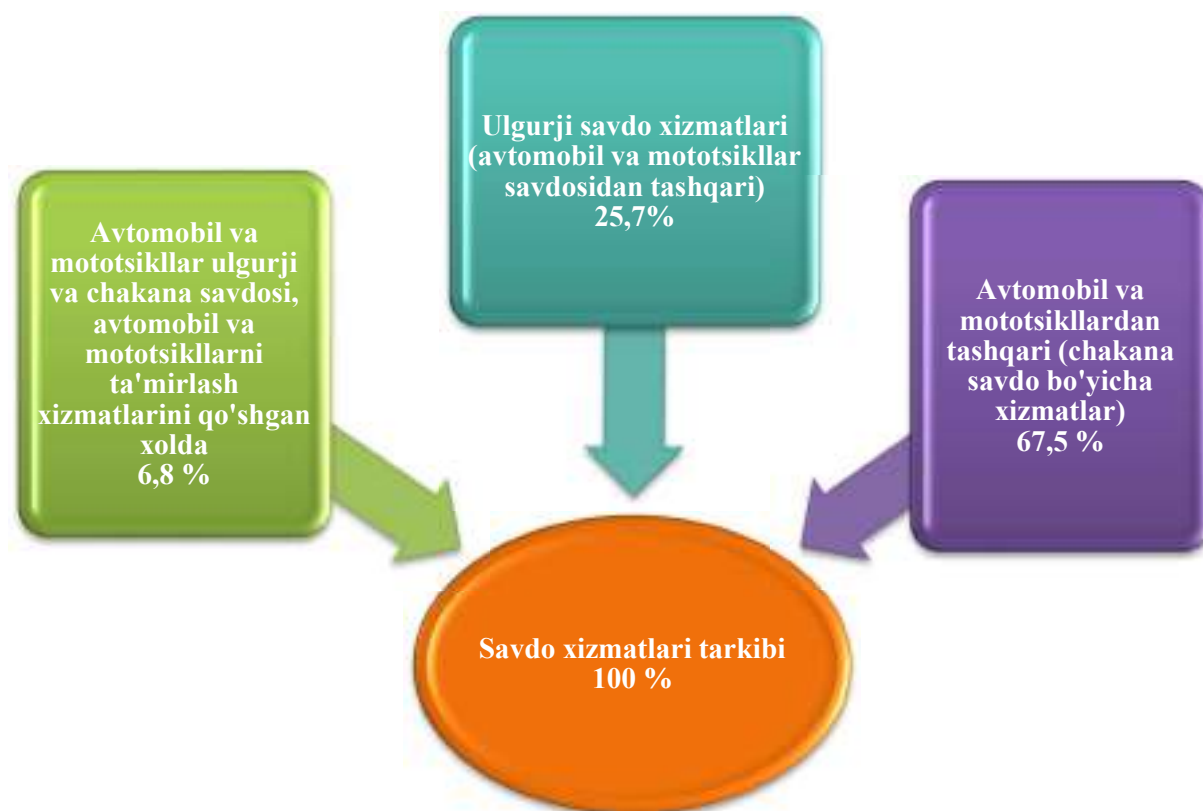 Avtomobil va
mototsikllar ulgurji
va chakana savdosi,
avtomobil va
mototsikllarni
ta'mirlash
xizmatlarini qo'shgan
xolda
6,8 %
Ulgurji savdo xizmatlari
(avtomobil va mototsikllar
savdosidan tashqari)
25,7%
Avtomobil va
mototsikllardan
tashqari (chakana
savdo bo'yicha
xizmatlar)
67,5 %
Savdo xizmatlari tarkibi
100 %